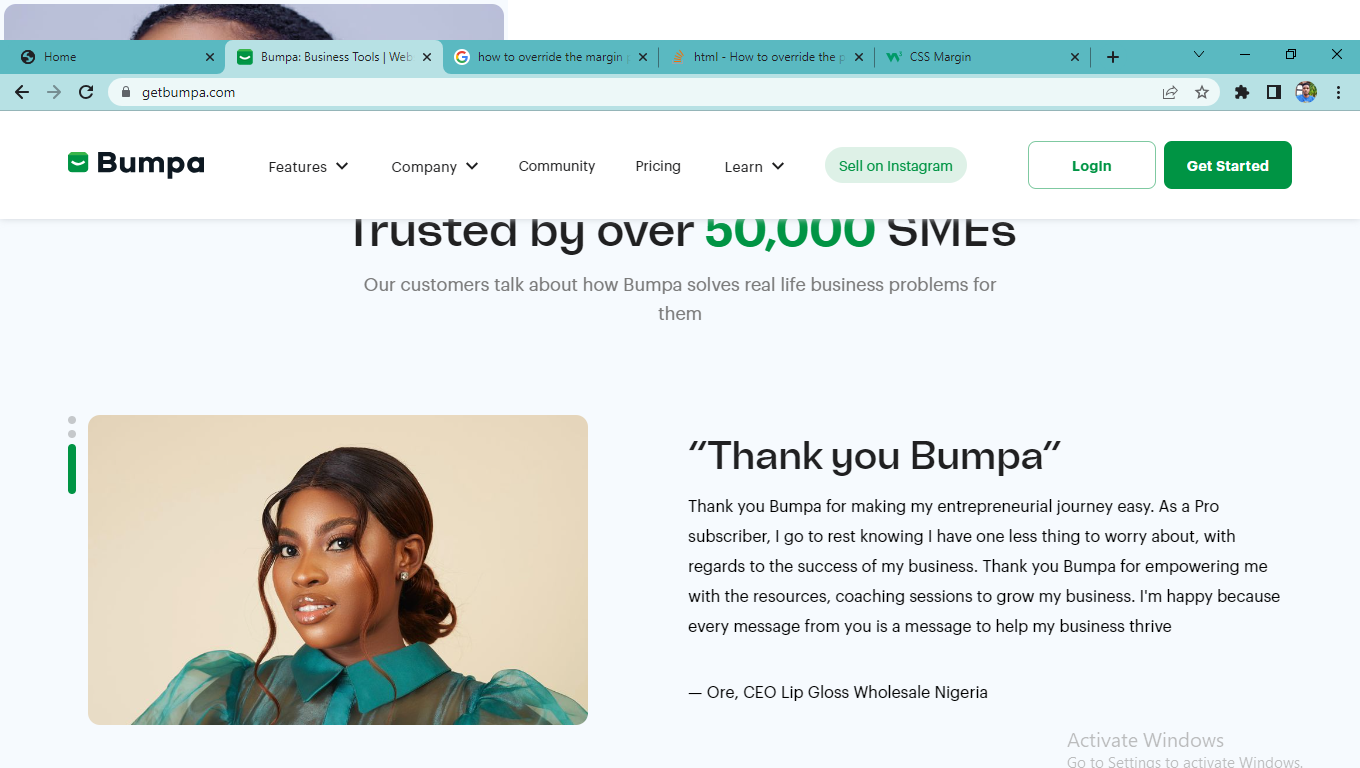 Home
Bumpa: Business Tools | Web
how to override the margin
html - How to override the p
CSS Margin
getbumpa.com
Bumpa
Features
Company
Community
Pricing
Learn
Sell on Instagram
Login
Get Started
Trusted by over 50,000 SMEs
Our customers talk about how Bumpa solves real life business problems for
them
“Thank you Bumpa”
Thank you Bumpa for making my entrepreneurial journey easy. As a Pro
subscriber, I go to rest knowing I have one less thing to worry about, with
regards to the success of my business. Thank you Bumpa for empowering me
with the resources, coaching sessions to grow my business. I'm happy because
every message from you is a message to help my business thrive
— Ore, CEO Lip Gloss Wholesale Nigeria
Activate Windows
Go to Settings to activate Windows.